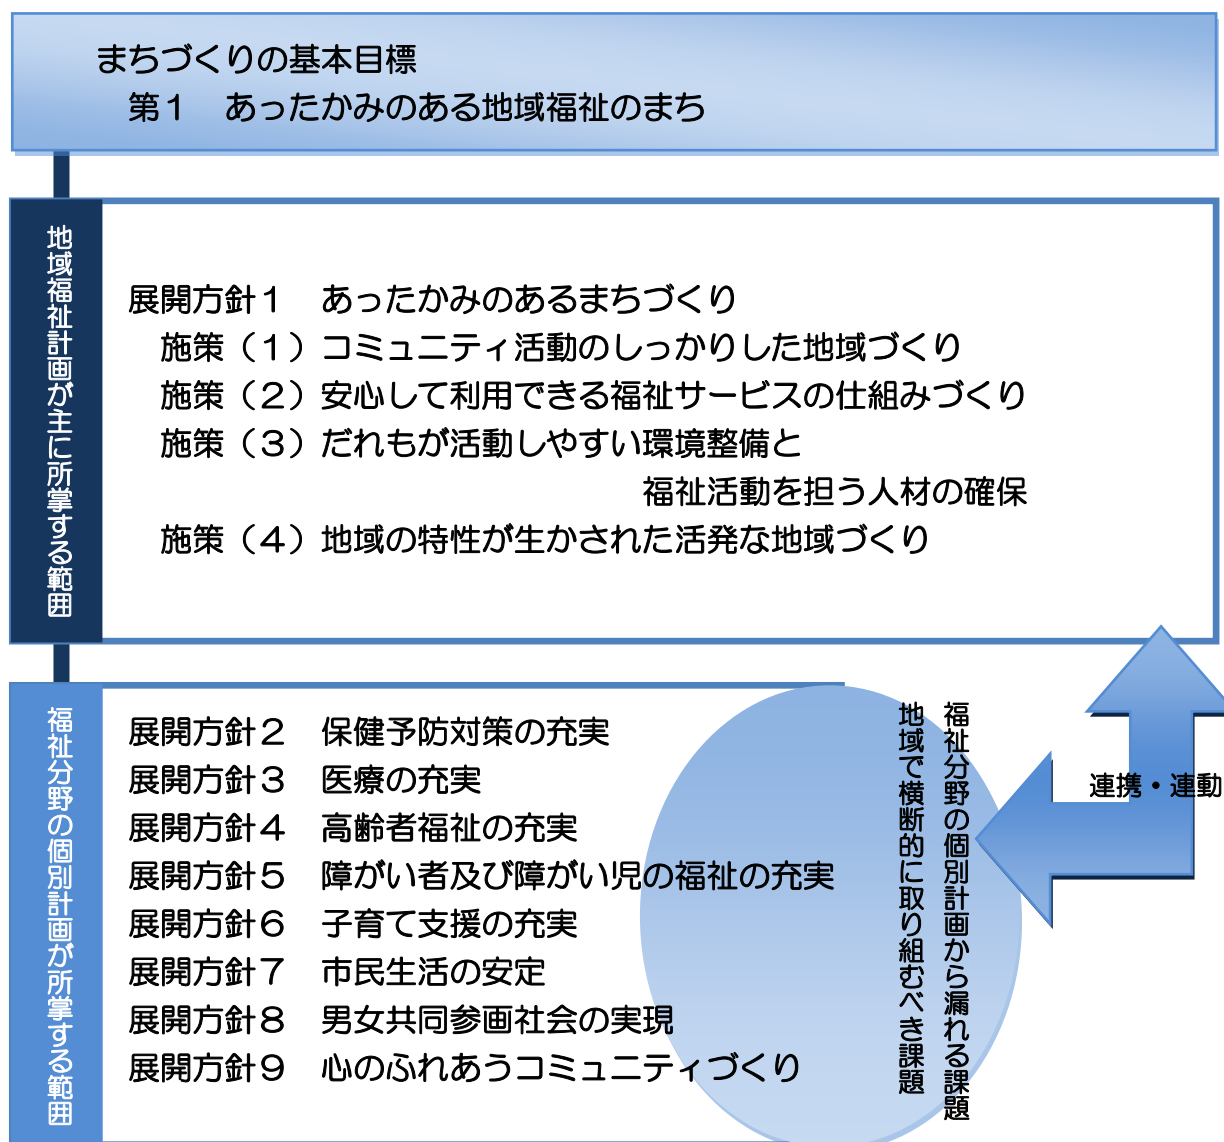 まちづくりの基本目標
第１　あったかみのある地域福祉のまち
地域福祉計画が主に所掌する範囲
展開方針１　あったかみのあるまちづくり
施策（１）コミュニティ活動のしっかりした地域づくり
施策（２）安心して利用できる福祉サービスの仕組みづくり
施策（３）だれもが活動しやすい環境整備と
福祉活動を担う人材の確保
施策（４）地域の特性が生かされた活発な地域づくり
福祉分野の個別計画が所掌する範囲
展開方針２　保健予防対策の充実
展開方針３　医療の充実
展開方針４　高齢者福祉の充実
展開方針５　障がい者及び障がい児の福祉の充実
展開方針６　子育て支援の充実
展開方針７　市民生活の安定
展開方針８　男女共同参画社会の実現
展開方針９　心のふれあうコミュニティづくり
福祉分野の個別計画から漏れる課題
地域で横断的に取り組むべき課題
連携・連動